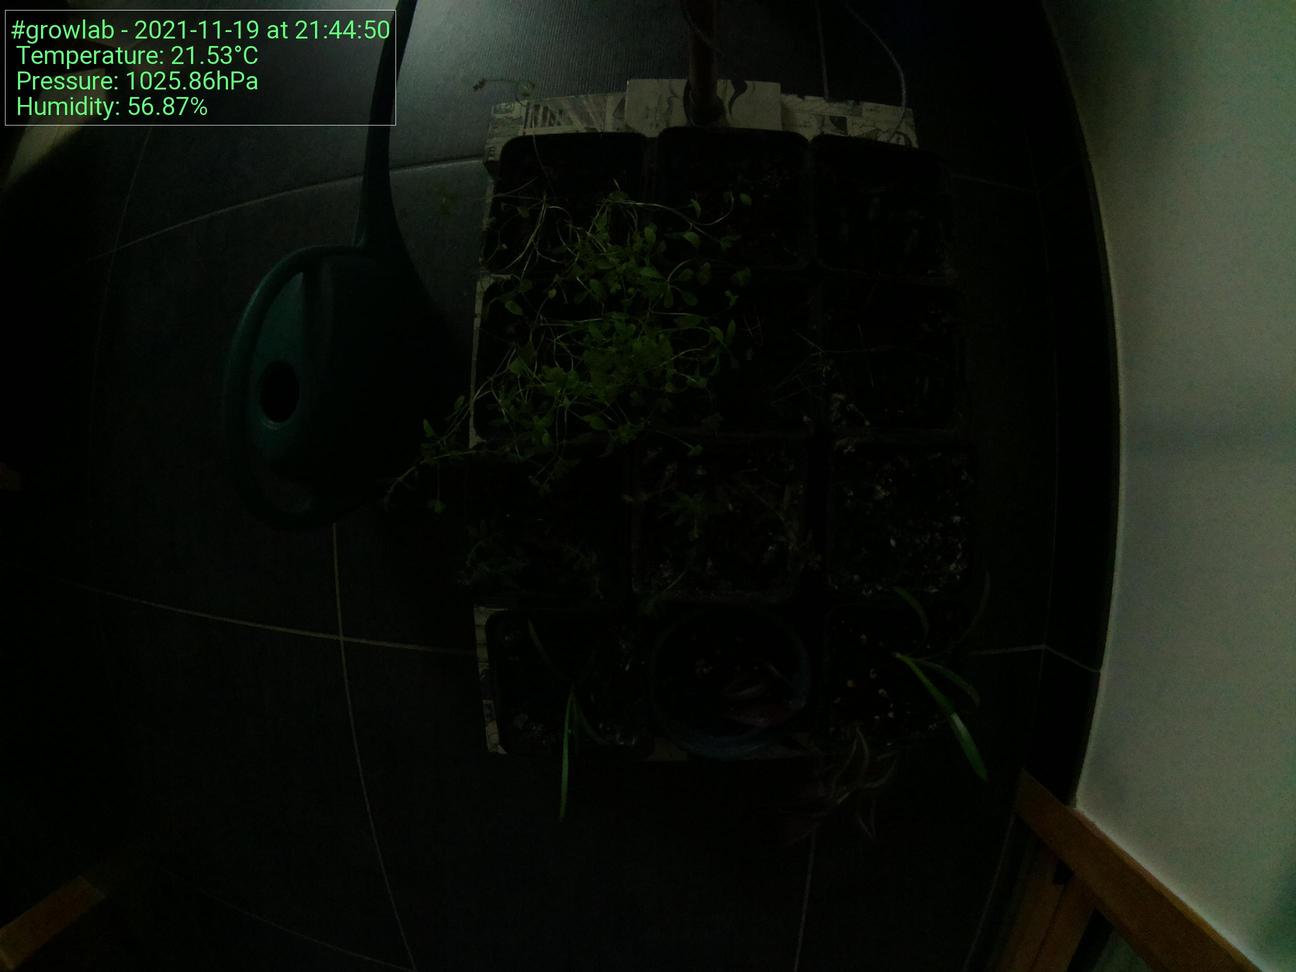 #growlab - 2021-11-19 at 21:44:50
Temperature: 21.53°C
Pressure: 1025.86hPa
Humidity: 56.87%